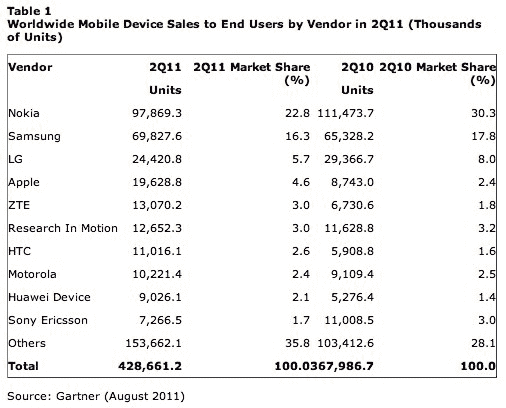 Table 1
Worldwide Mobile Device Sales to End Users by Vendor in 2Q11 (Thousands
of Units)
Vendor 2Q11 2Q11 Market Share 2Q10 2Q10 Market Share
Units (%) Units (%)
Nokia 97,869.3 22.8 111,473.7 30.3
Samsung 69,827.6 16.3 65,328.2 17.8
LG 24,420.8 5.7 29,366.7 8.0
Apple 19,628.8 4.6 8,743.0 2.4
ZTE 13,070.2 3.0 6,730.6 1.8
Research In Motion 12,652.3 3.0 11,628.8 3.2
HTC 11,016.1 2.6 5,908.8 1.6
Motorola 10,221.4 2.4 9,109.4 2.5
Huawei Device 9,026.1 2.1 5,276.4 1.4
Sony Ericsson 7,266.5 1.7 11,008.5 3.0
Others 153,662.1 35.8 103,412.6 28.1
Total 428,661.2 100.0 367,986.7 100.0
Source: Gartner (August 2011)